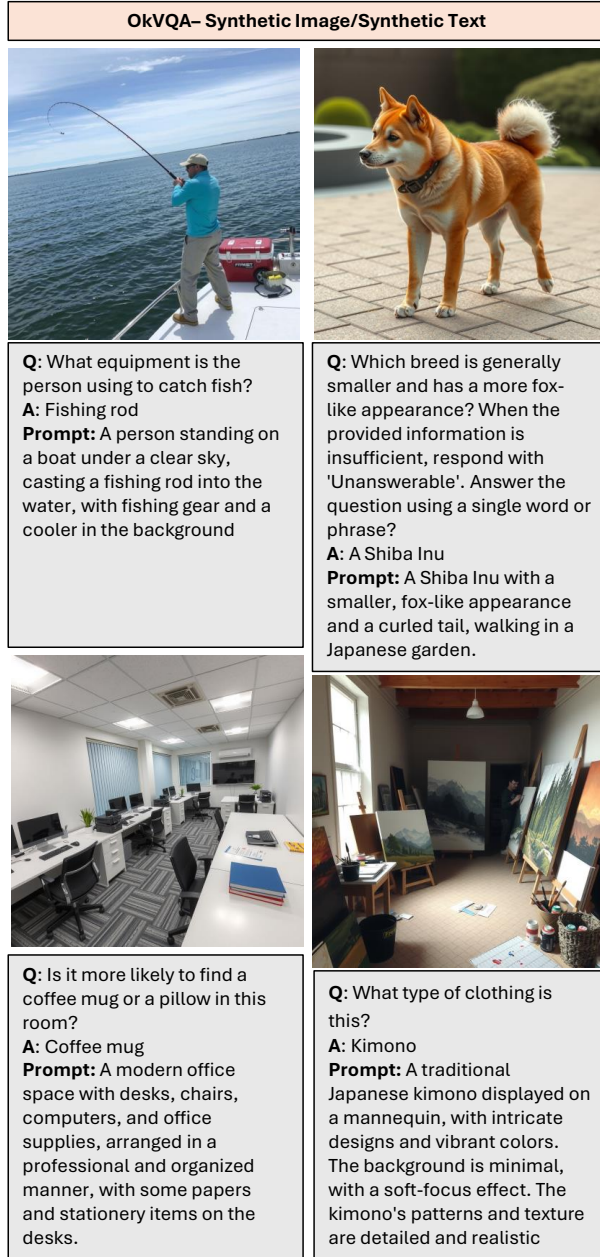 OkVQA– Synthetic Image/Synthetic Text
Q: What equipment is the
person using to catch fish?
A: Fishing rod
Prompt: A person standing on
a boat under a clear sky,
casting a fishing rod into the
water, with fishing gear and a
cooler in the background
Q: Which breed is generally
smaller and has a more fox-
like appearance? When the
provided information is
insufficient, respond with
'Unanswerable'. Answer the
question using a single word or
phrase?
A: A Shiba Inu
Prompt: A Shiba Inu with a
smaller, fox-like appearance
and a curled tail, walking in a
Japanese garden.
Q: Is it more likely to find a
coffee mug or a pillow in this
room?
A: Coffee mug
Prompt: A modern office
space with desks, chairs,
computers, and office
supplies, arranged in a
professional and organized
manner, with some papers
and stationery items on the
desks.
Q: What type of clothing is
this?
A: Kimono
Prompt: A traditional
Japanese kimono displayed on
a mannequin, with intricate
designs and vibrant colors.
The background is minimal,
with a soft-focus effect. The
kimono's patterns and texture
are detailed and realistic